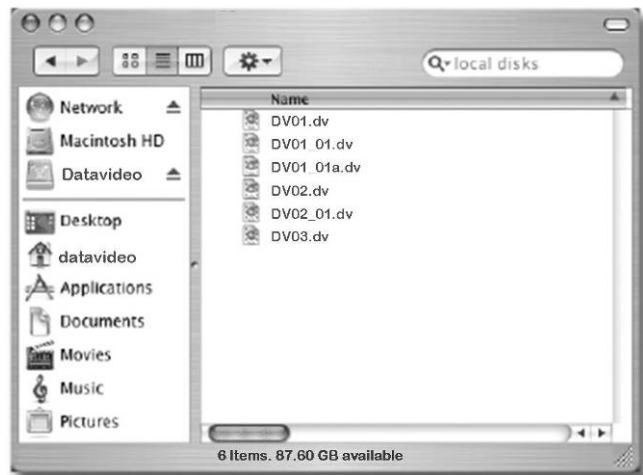 local disks
Network
Macintosh HD
Datavideo
Desktop
datavideo
Applications
Documents
Movies
Music
Pictures
Name
DV01.dv
DV01_01.dv
DV01_01a.dv
DV02.dv
DV02_01.dv
DV03.dv
6 Items. 87.60 GB available